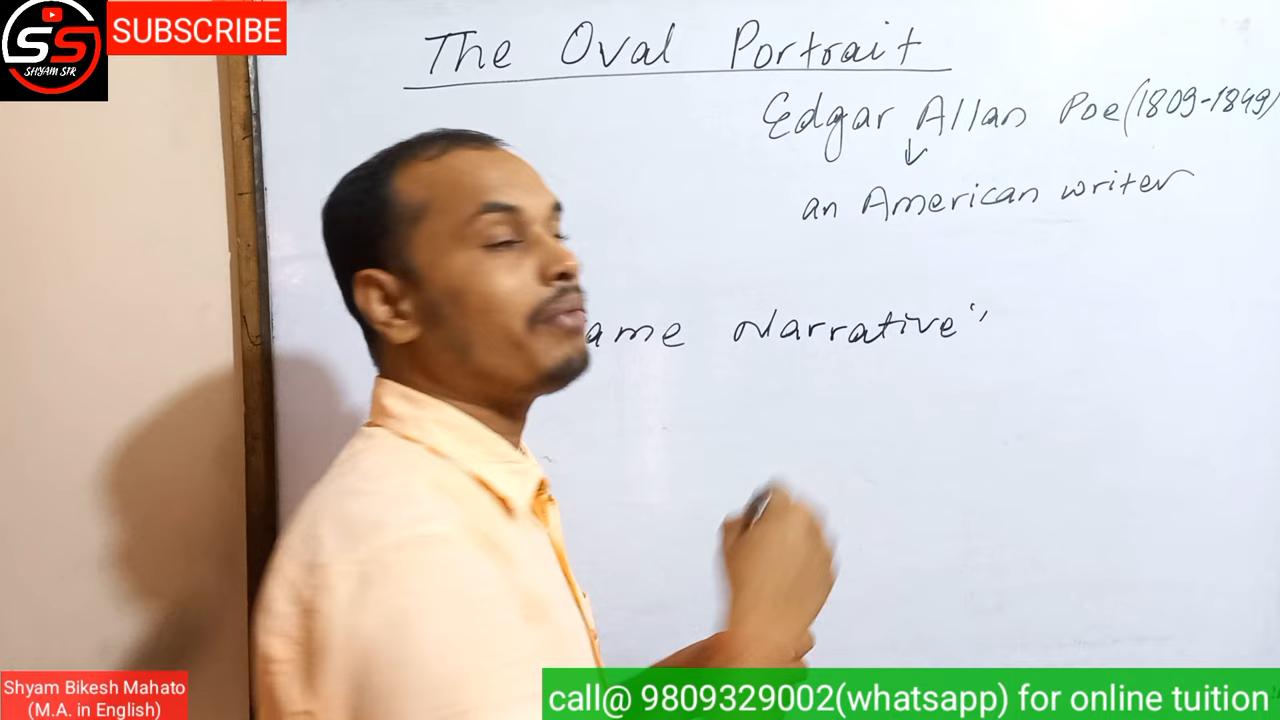 SS
SHYAM SIR
SUBSCRIBE
The Oval Portrait
Edgar Allan Poe (1809-1849)
an American writer
ame Narrative"
Shyam Bikesh Mahato
(M.A. in English)
call@ 9809329002(whatsapp) for online tuition